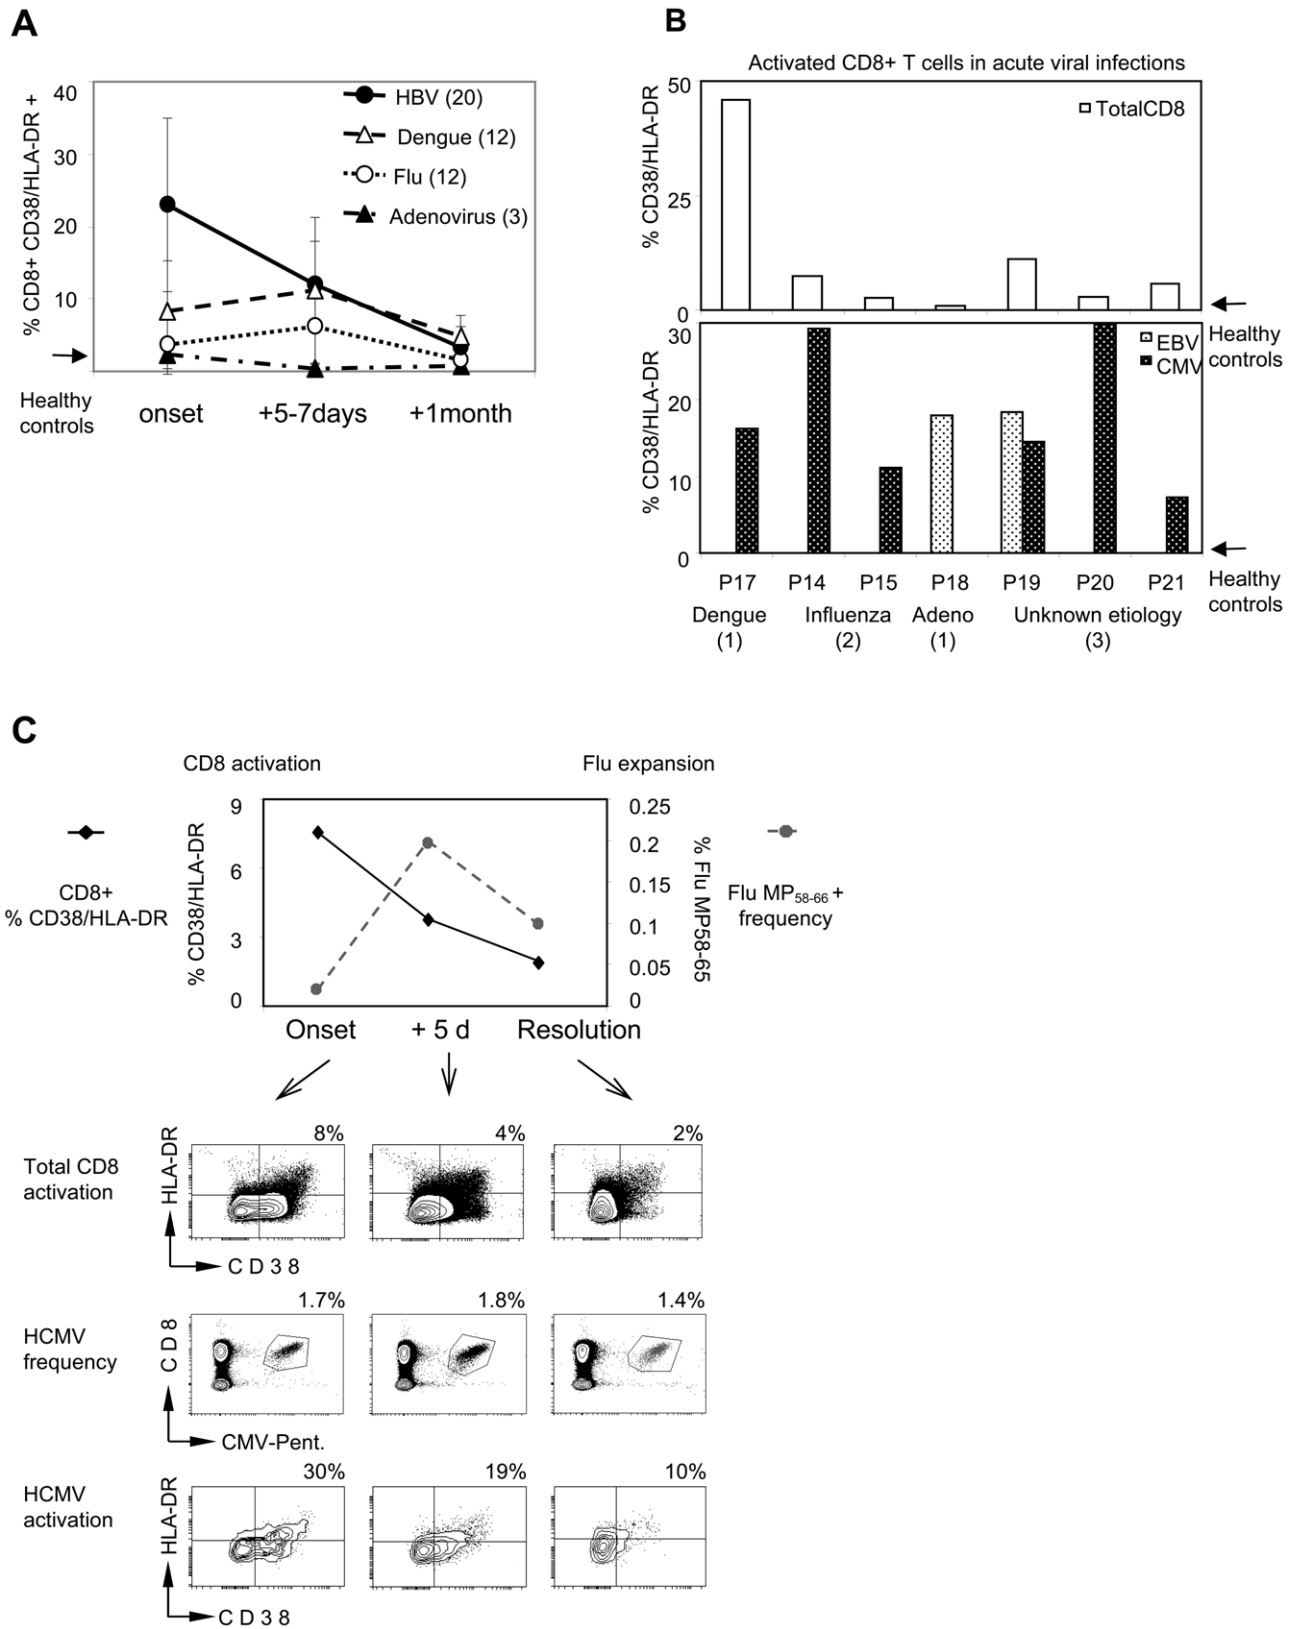 A
% CD8+ CD38/HLA-DR +
40
30
20
10
HBV (20)
Dengue (12)
Flu (12)
Adenovirus (3)
Healthy
controls
onset
+5-7days
+1month
B
Activated CD8+ T cells in acute viral infections
% CD38/HLA-DR
50
25
0
TotalCD8
Healthy
controls
% CD38/HLA-DR
30
20
10
0
EBV
CMV
Healthy
controls
P17 P14 P15 P18 P19 P20 P21
Dengue Influenza Adeno Unknown etiology
(1) (2) (1) (3)
C
CD8 activation
Flu expansion
CD8+
% CD38/HLA-DR
% CD38/HLA-DR
9
6
3
0
0.25
0.2
0.15
0.1
0.05
0
% Flu MP58-65
Flu MP58-66 +
frequency
Onset + 5 d Resolution
Total CD8
activation
HLA-DR
8% 4% 2%
C D 3 8
HCMV
frequency
C D 8
1.7% 1.8% 1.4%
CMV-Pent.
HCMV
activation
HLA-DR
30% 19% 10%
C D 3 8